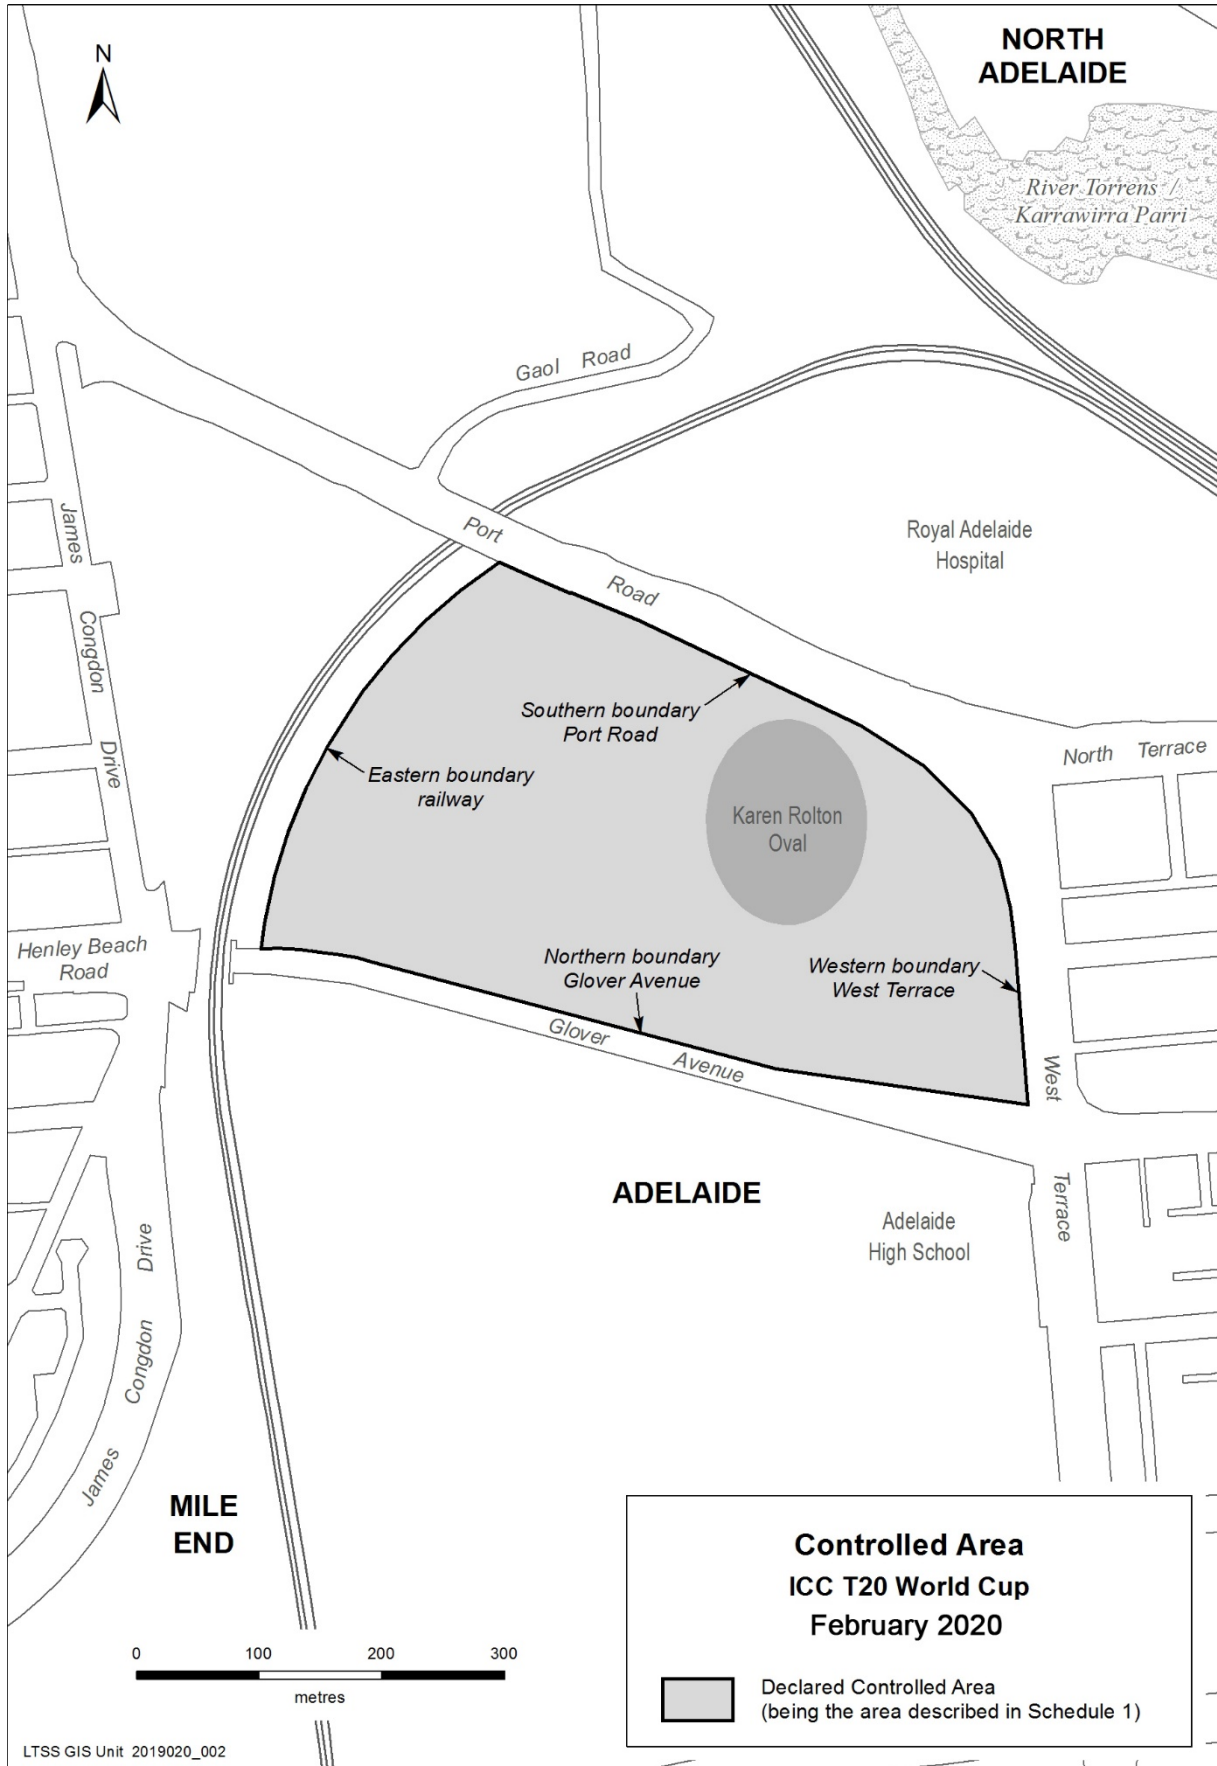 N
NORTH
ADELAIDE
River Torrens /
Karrawirra Parri
Gaol Road
Port Road
Royal Adelaide
Hospital
James Congdon Drive
Southern boundary
Port Road
North Terrace
Eastern boundary
railway
Karen Rolton
Oval
Henley Beach
Road
Northern boundary
Glover Avenue
Western boundary
West Terrace
Glover Avenue
West Terrace
ADELAIDE
Adelaide
High School
James Congdon Drive
MILE
END
Controlled Area
ICC T20 World Cup
February 2020
0 100 200 300
metres
Declared Controlled Area
(being the area described in Schedule 1)
LTSS GIS Unit 2019020_002